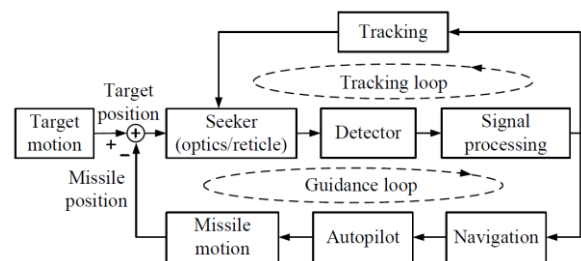 Tracking
Tracking loop
Target
position
Target
motion
+
+
−
Seeker
(optics/reticle)
Detector
Signal
processing
Missile
position
Guidance loop
Missile
motion
Autopilot
Navigation